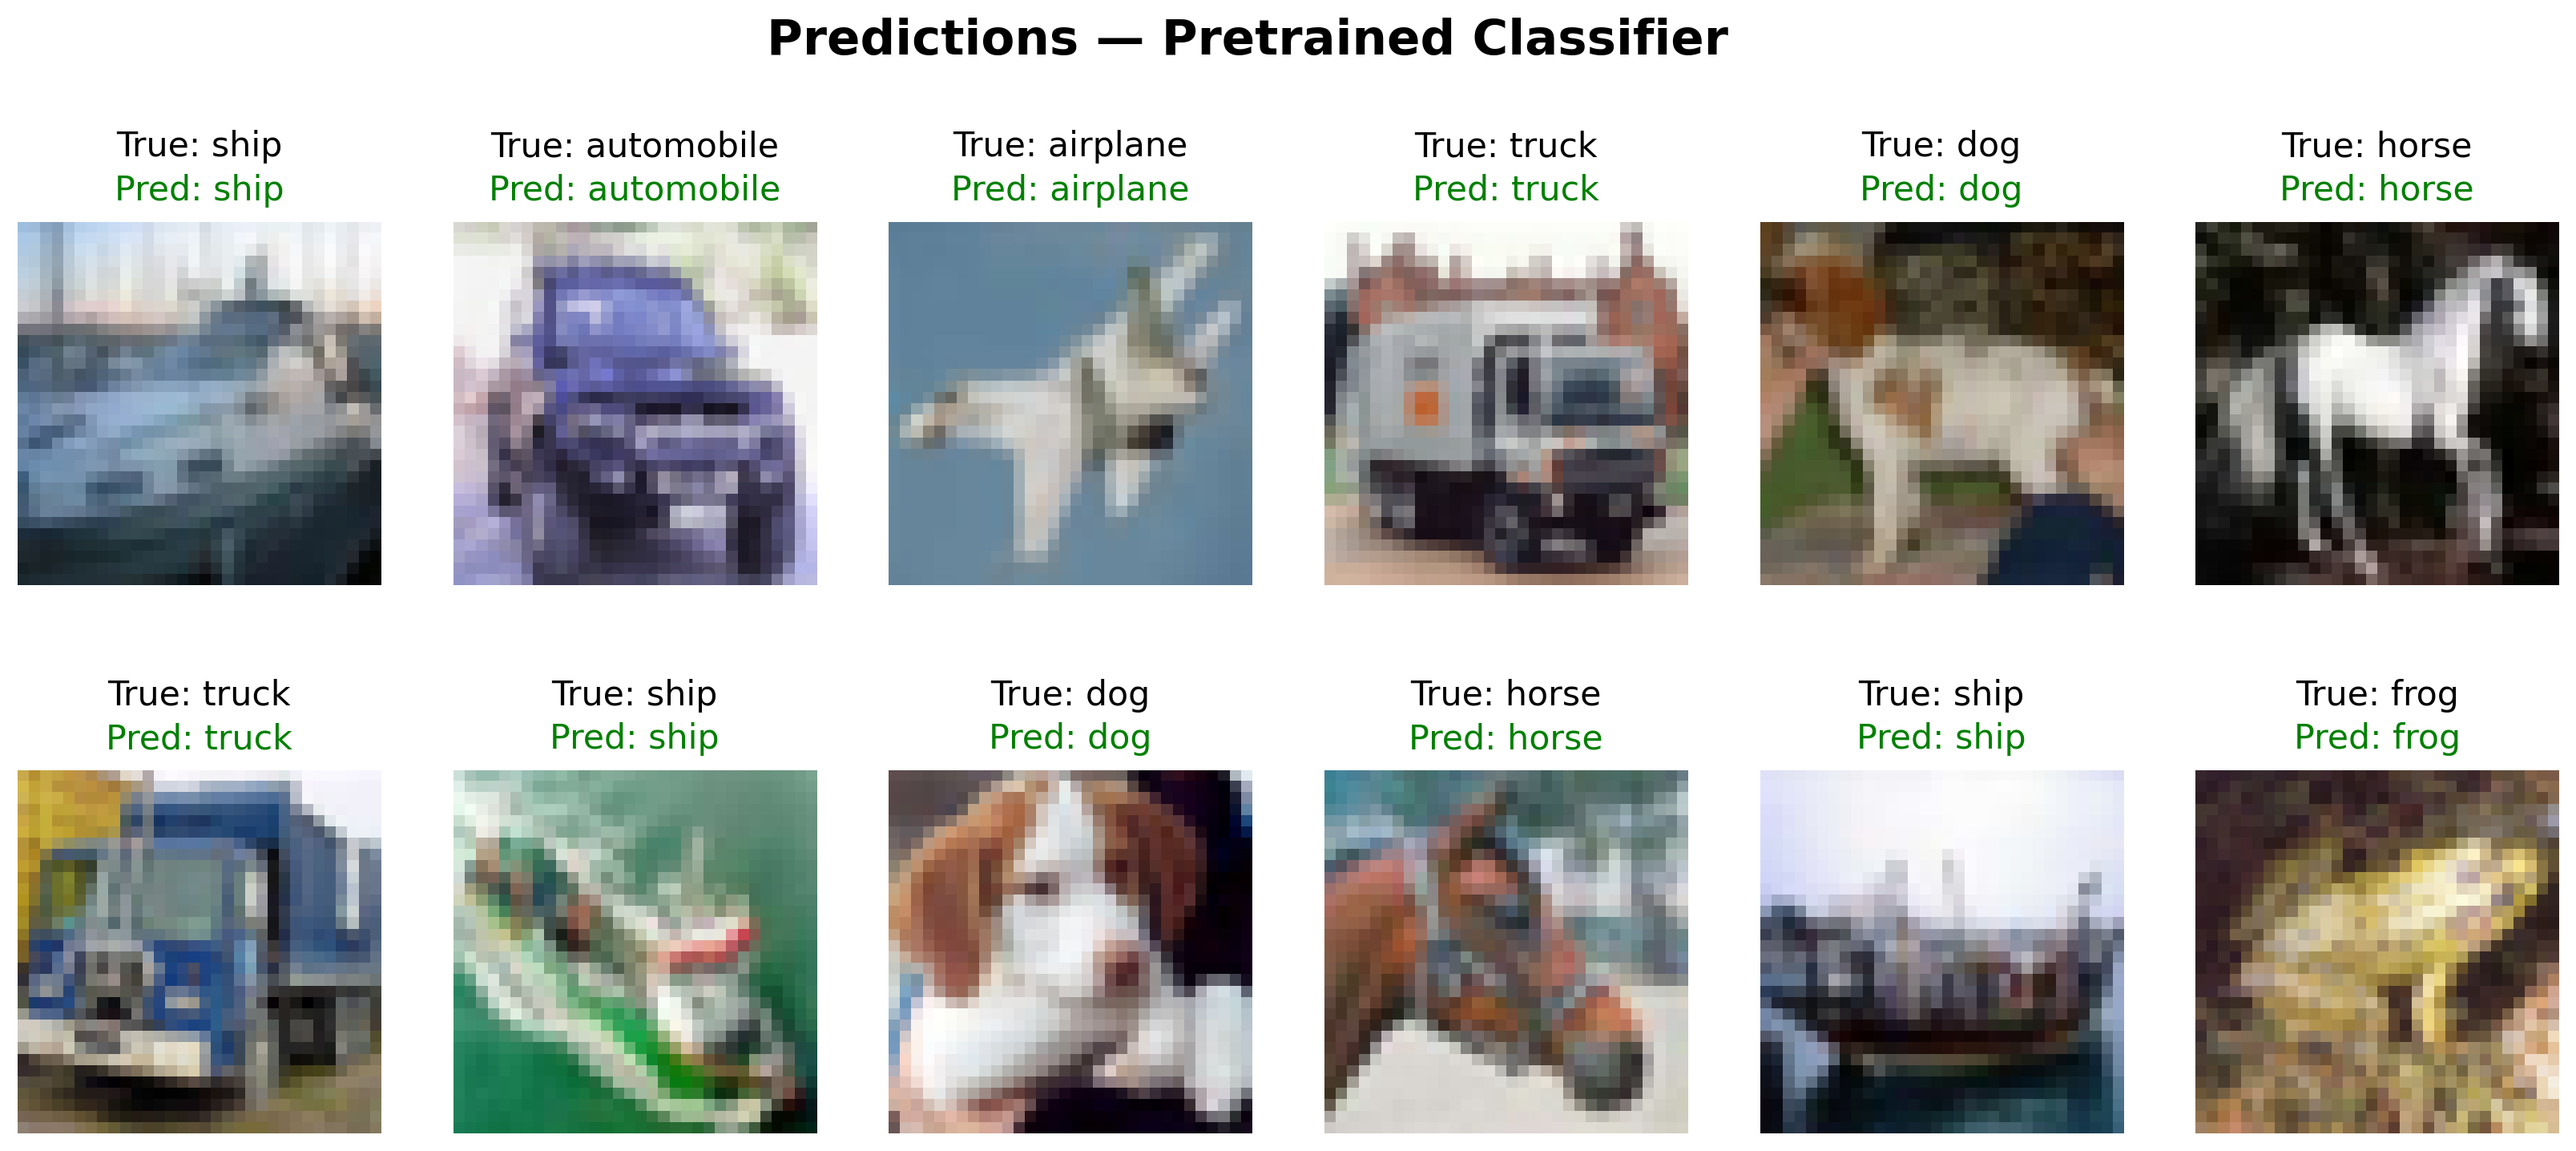 Predictions — Pretrained Classifier
True: ship
Pred: ship
True: automobile
Pred: automobile
True: airplane
Pred: airplane
True: truck
Pred: truck
True: dog
Pred: dog
True: horse
Pred: horse
True: truck
Pred: truck
True: ship
Pred: ship
True: dog
Pred: dog
True: horse
Pred: horse
True: ship
Pred: ship
True: frog
Pred: frog